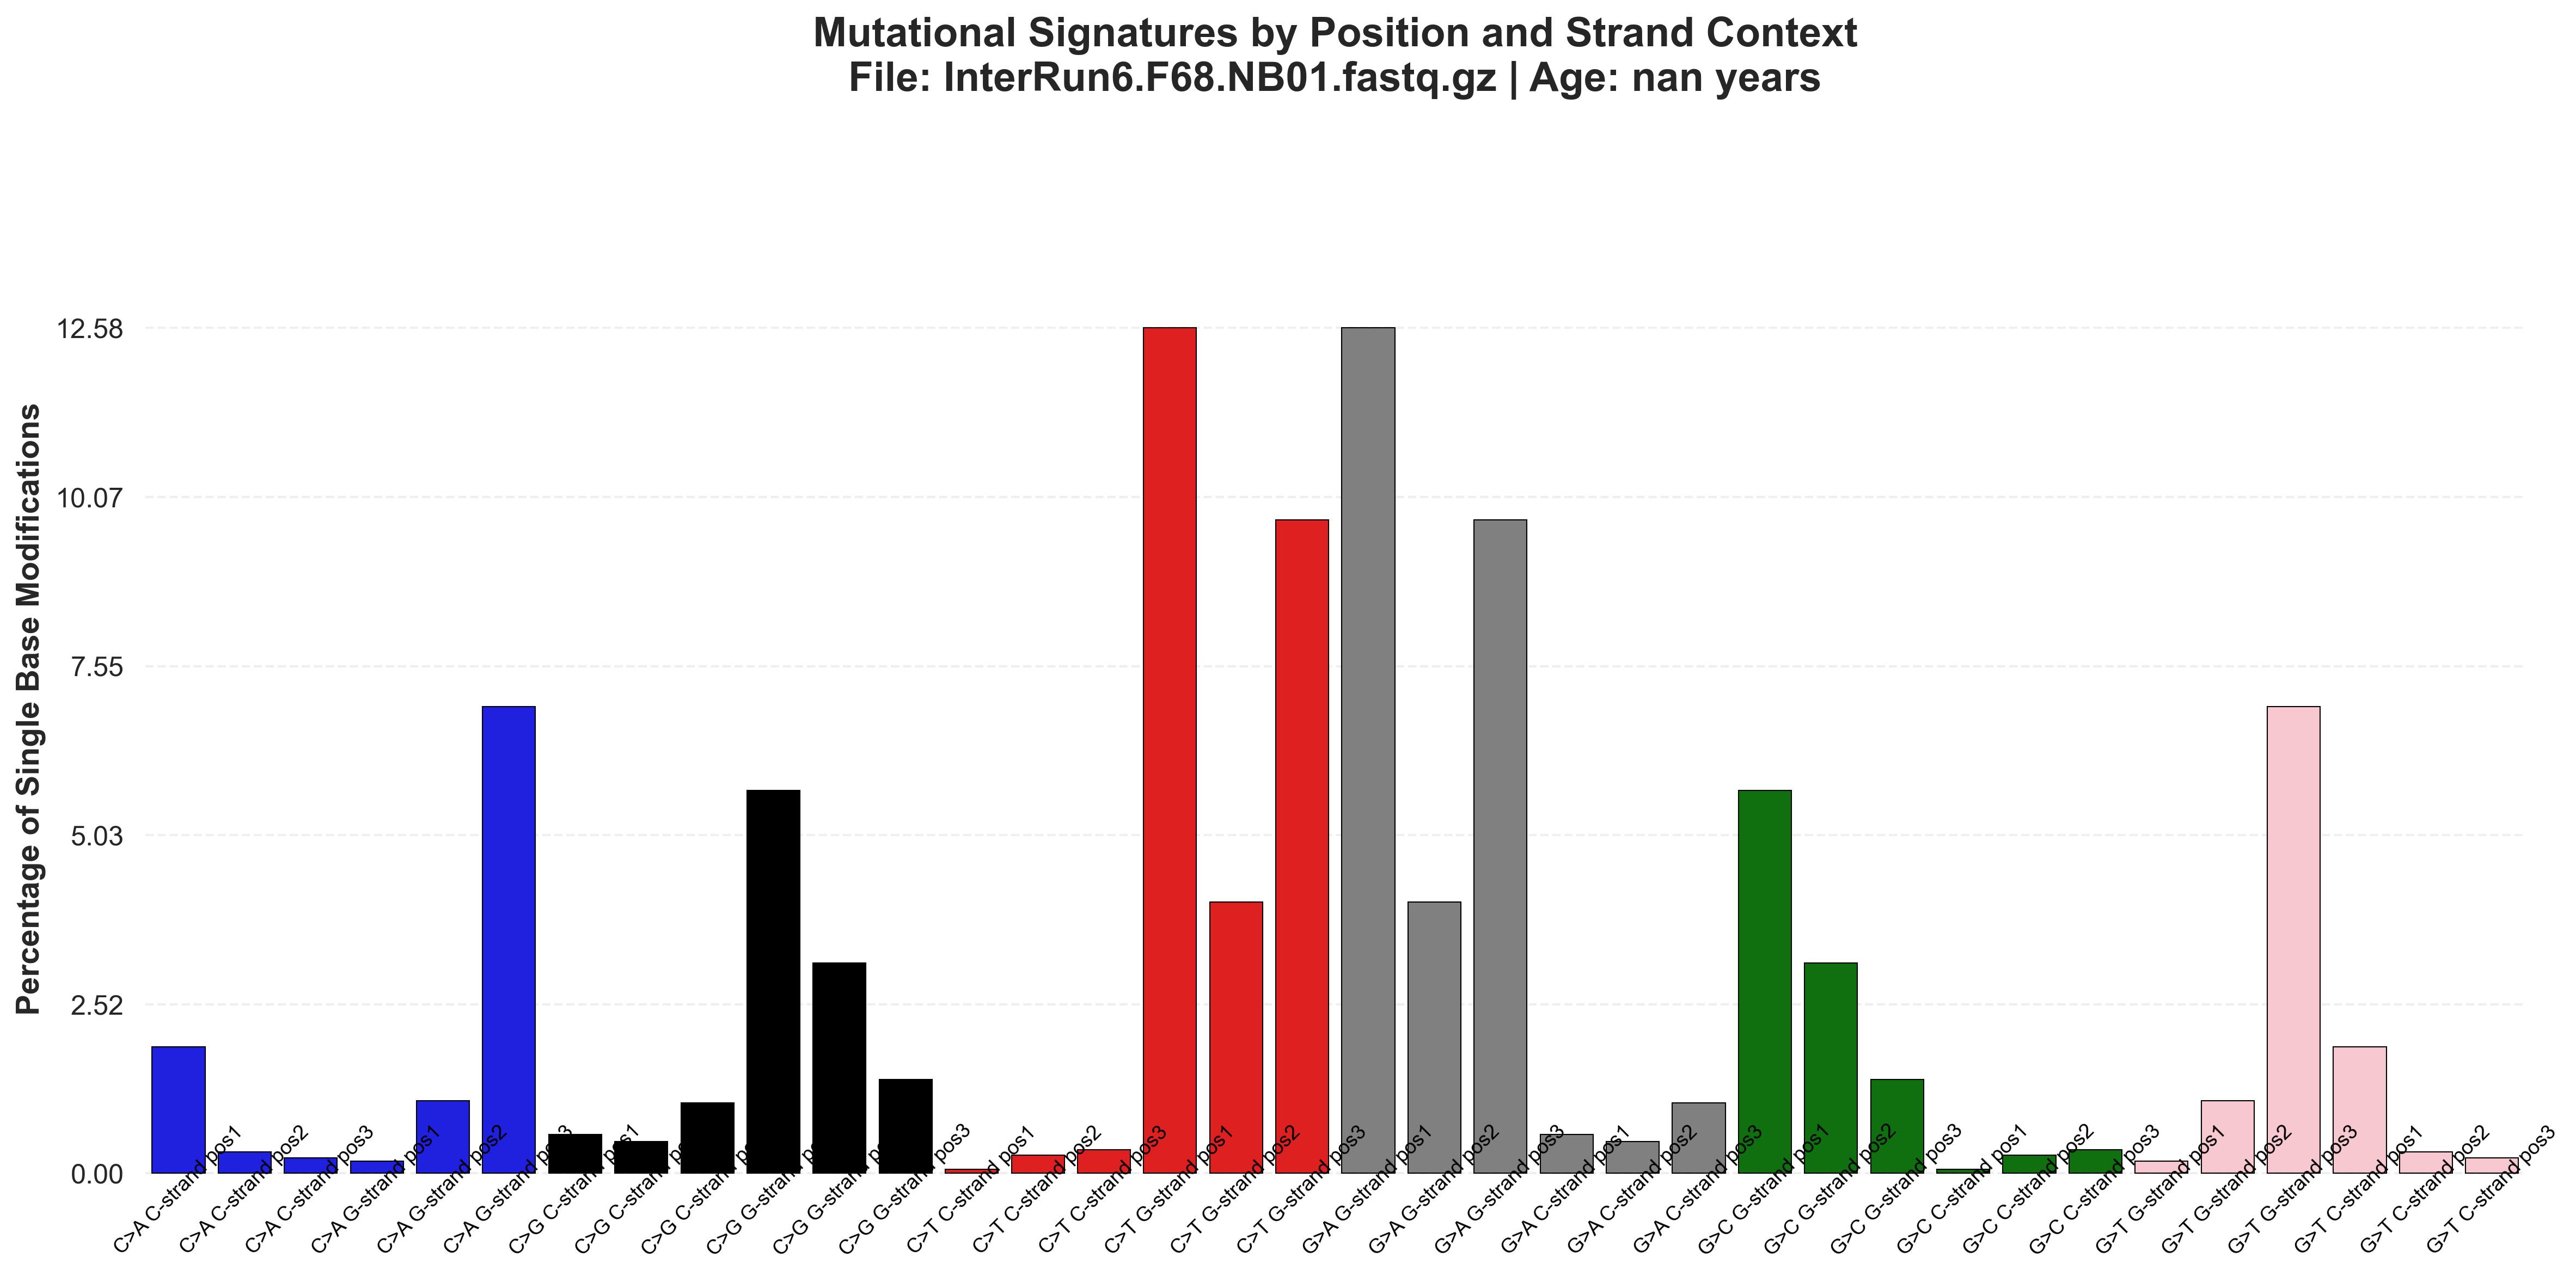 Mutational Signatures by Position and Strand Context
File: InterRun6.F68.NB01.fastq.gz | Age: nan years
Percentage of Single Base Modifications
12.58
10.07
7.55
5.03
2.52
0.00
C>A C-strand pos1
C>A C-strand pos2
C>A C-strand pos3
C>A G-strand pos1
C>A G-strand pos2
C>A G-strand pos3
C>G C-strand pos1
C>G C-strand pos2
C>G C-strand pos3
C>G G-strand pos1
C>G G-strand pos2
C>G G-strand pos3
C>T C-strand pos1
C>T C-strand pos2
C>T C-strand pos3
C>T G-strand pos1
C>T G-strand pos2
C>T G-strand pos3
G>A G-strand pos1
G>A G-strand pos2
G>A G-strand pos3
G>A C-strand pos1
G>A C-strand pos2
G>A C-strand pos3
G>C G-strand pos1
G>C G-strand pos2
G>C G-strand pos3
G>C C-strand pos1
G>C C-strand pos2
G>C C-strand pos3
G>T G-strand pos1
G>T G-strand pos2
G>T G-strand pos3
G>T C-strand pos1
G>T C-strand pos2
G>T C-strand pos3